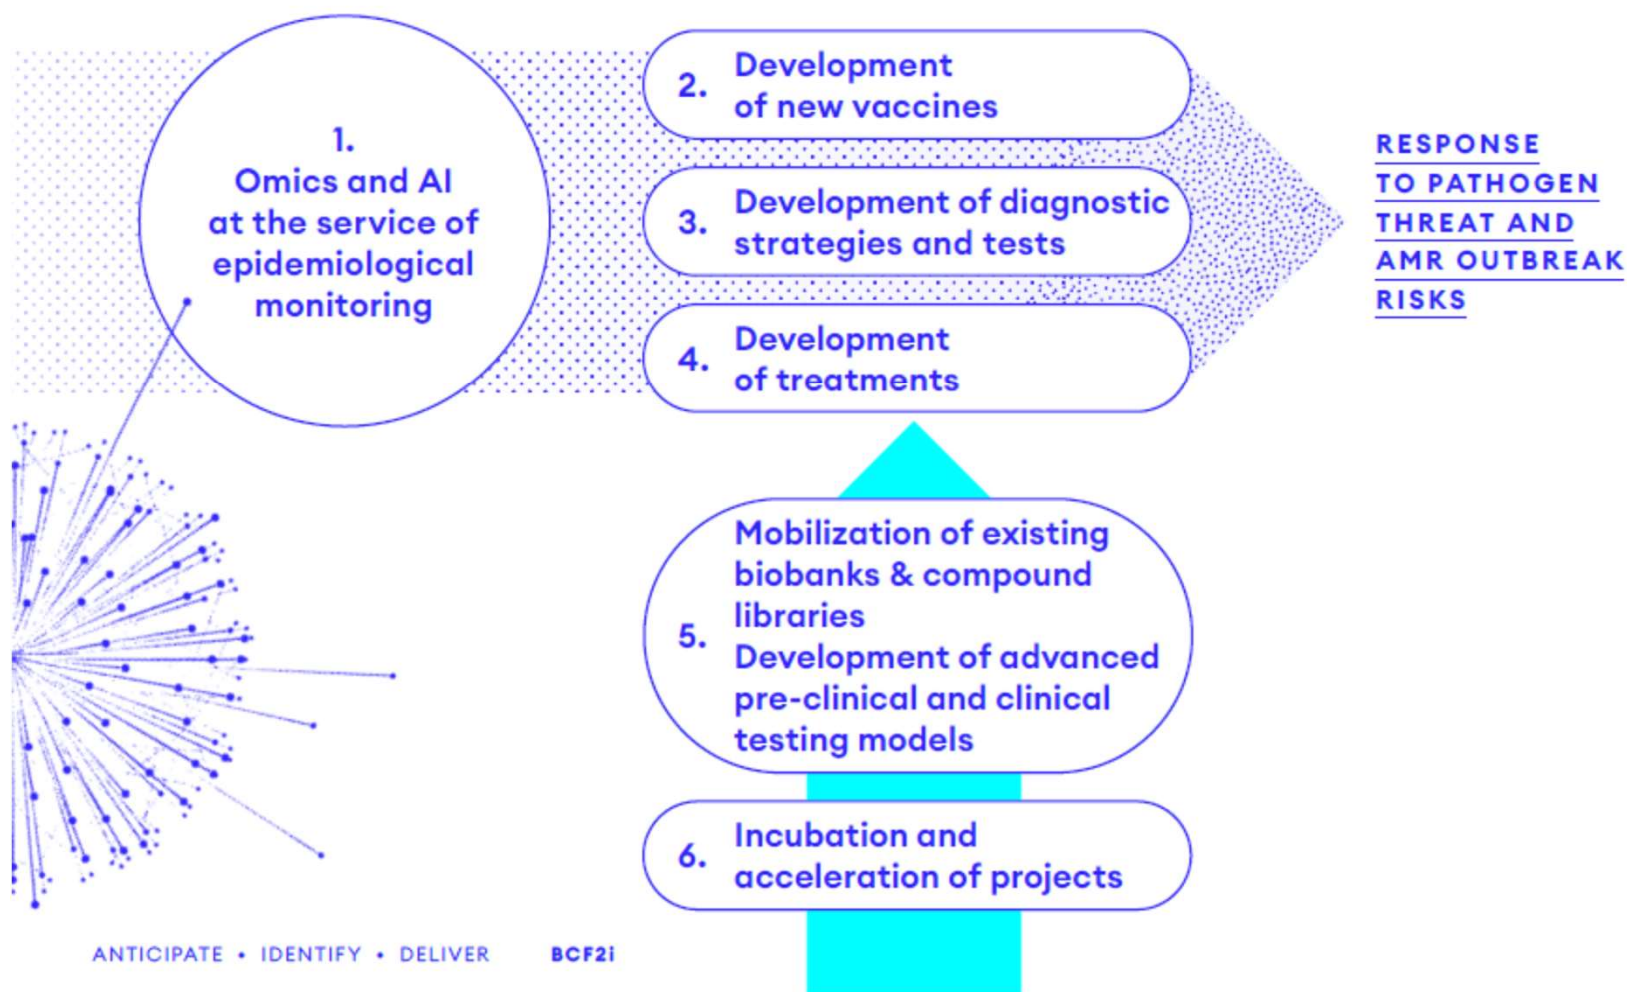 1.
Omics and AI
at the service of
epidemiological
monitoring
2.
Development
of new vaccines
3.
Development of diagnostic
strategies and tests
4.
Development
of treatments
RESPONSE
TO PATHOGEN
THREAT AND
AMR OUTBREAK
RISKS
5.
Mobilization of existing
biobanks & compound
libraries
Development of advanced
pre-clinical and clinical
testing models
6.
Incubation and
acceleration of projects
ANTICIPATE • IDENTIFY • DELIVER BCF2i